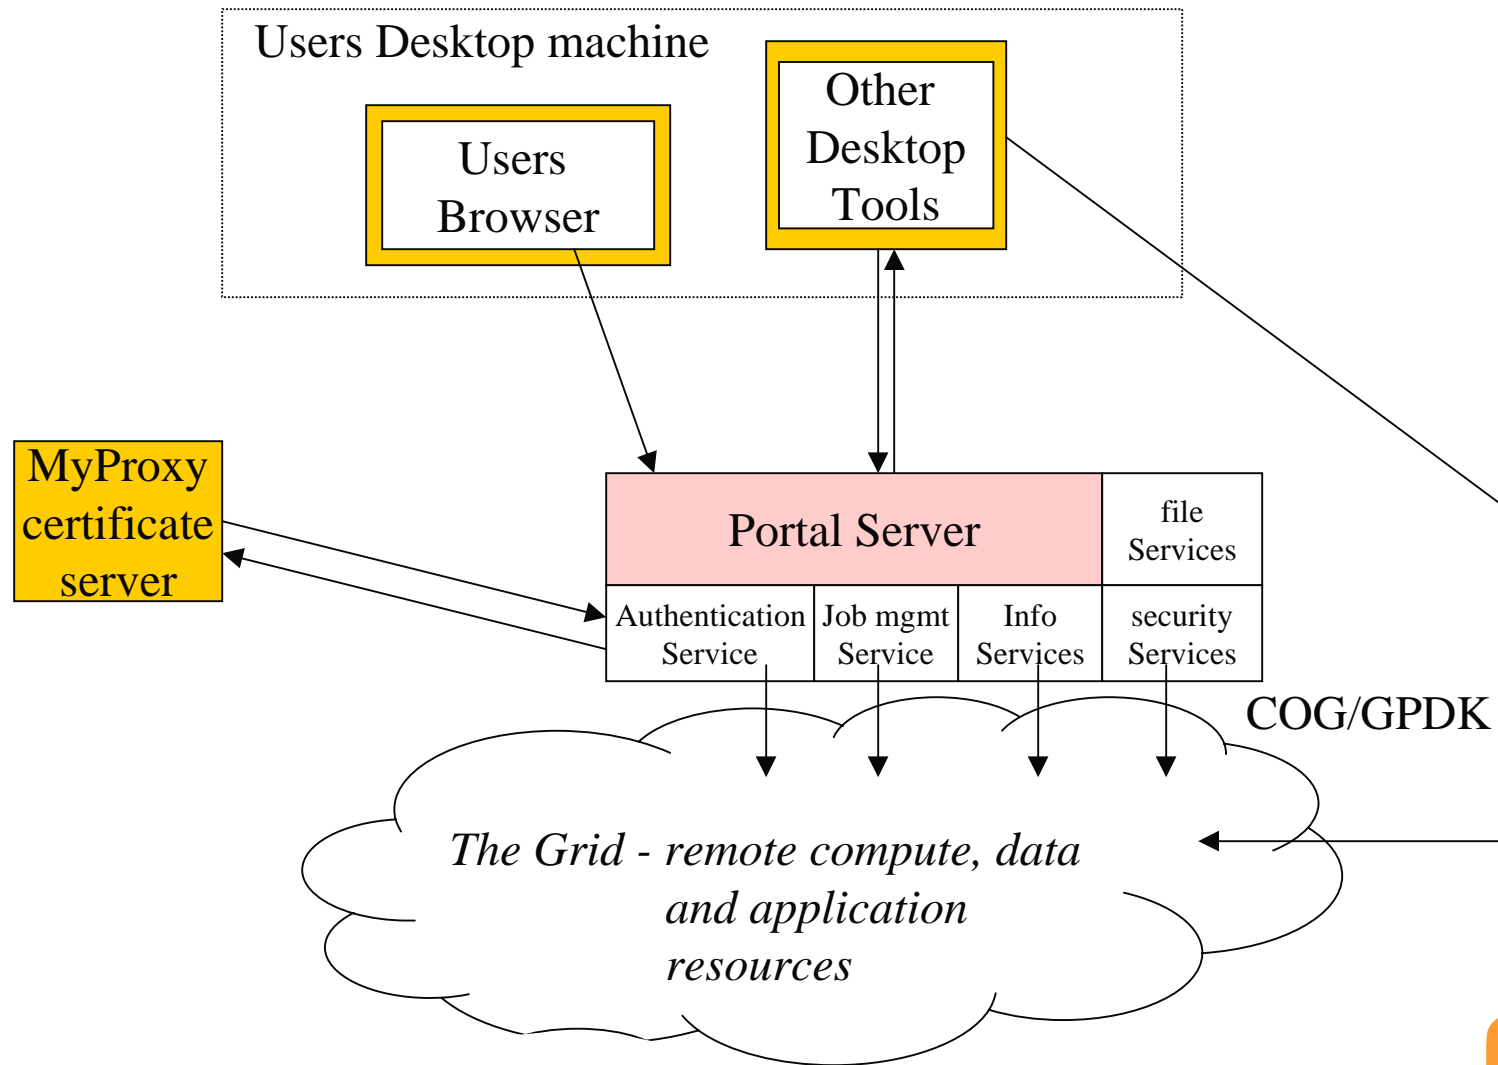 Users Desktop machine
Users
Browser
Other
Desktop
Tools
MyProxy
certificate
server
Portal Server
file
Services
Authentication
Service
Job mgmt
Service
Info
Services
security
Services
COG/GPDK
The Grid - remote compute, data
and application
resources